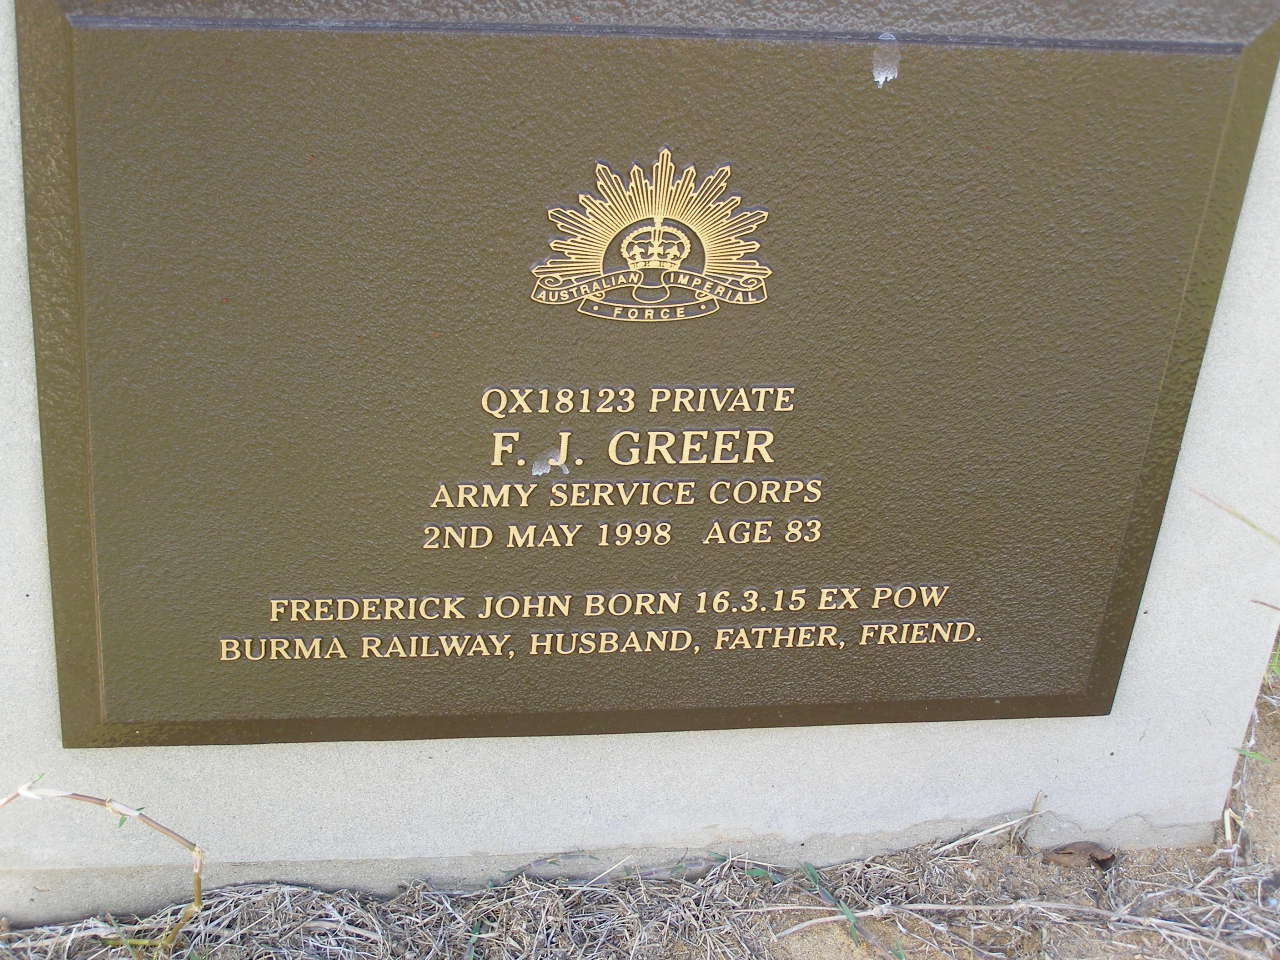 AUSTRALIAN IMPERIAL
FORCE
QX18123 PRIVATE
F. J. GREER
ARMY SERVICE CORPS
2ND MAY 1998 AGE 83
FREDERICK JOHN BORN 16.3.15 EX POW
BURMA RAILWAY, HUSBAND, FATHER, FRIEND.